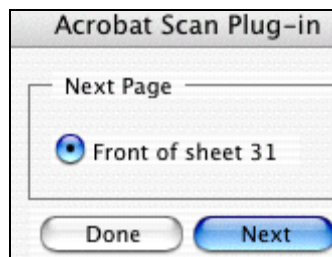 Acrobat Scan Plug-in
Next Page
Front of sheet 31
Done Next